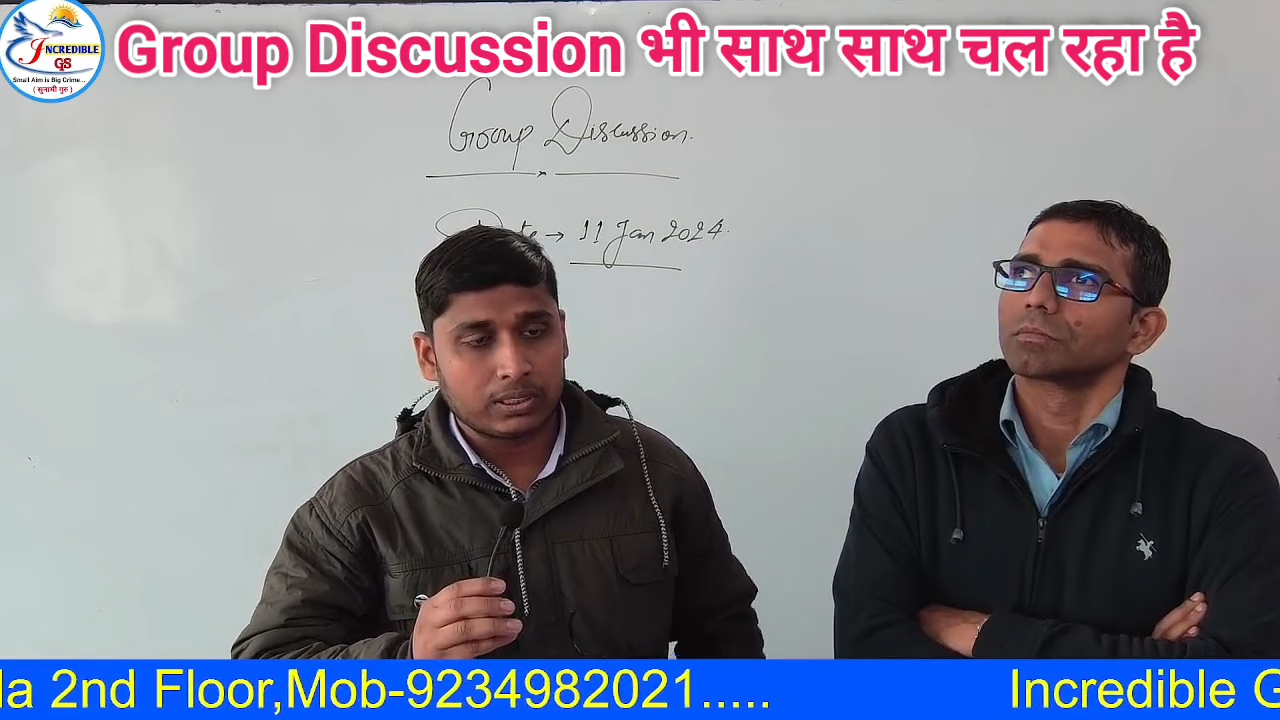 INCREDIBLE
GS
Small Aim is Big Crime...
( सुनामी गुरु )
Group Discussion भी साथ साथ चल रहा है
Group Discussion.
→ 11 Jan 2024.
la 2nd Floor,Mob-9234982021..... Incredible G